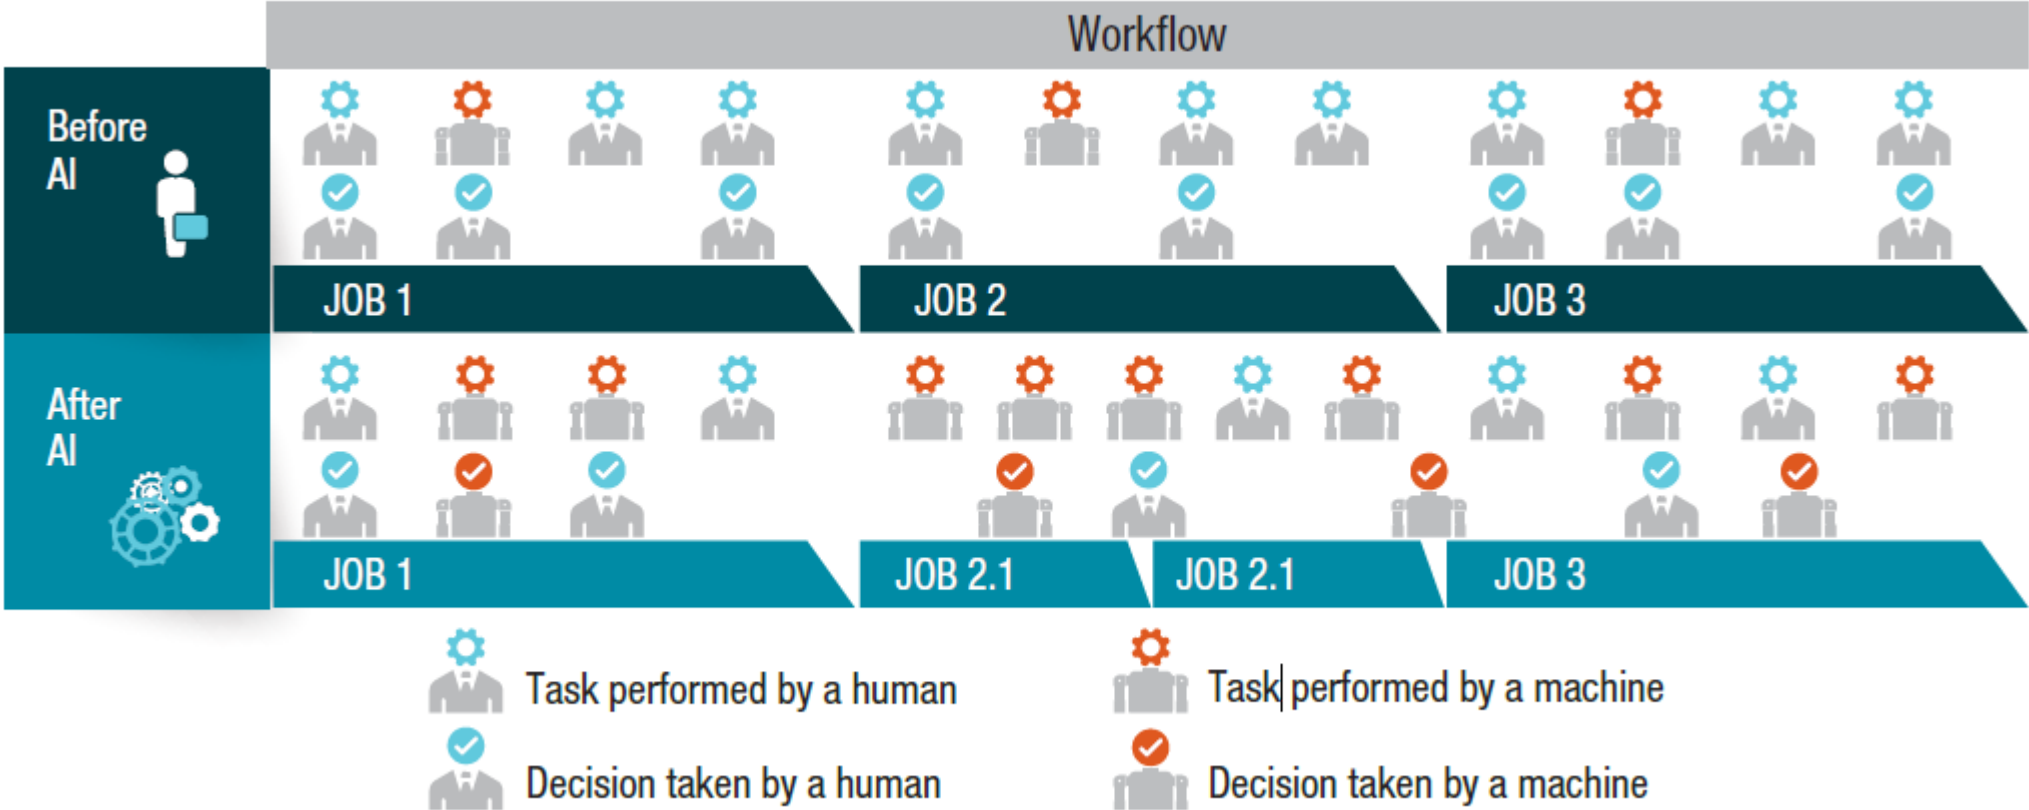 Workflow
Before
AI
JOB 1
JOB 2
JOB 3
After
AI
JOB 1
JOB 2.1
JOB 2.1
JOB 3
Task performed by a human
Task performed by a machine
Decision taken by a human
Decision taken by a machine